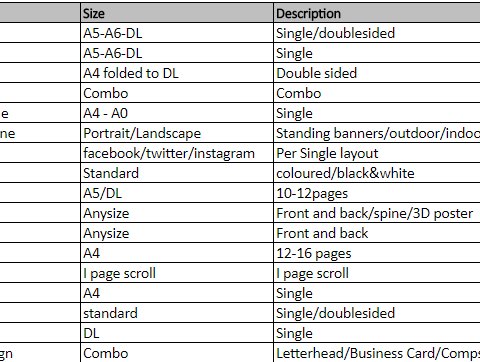 Size Description
A5-A6-DL Single/doublesided
A5-A6-DL Single
A4 folded to DL Double sided
Combo Combo
e A4 - A0 Single
ne Portrait/Landscape Standing banners/outdoor/indoo
facebook/twitter/instagram Per Single layout
Standard coloured/black&white
A5/DL 10-12pages
Anysize Front and back/spine/3D poster
Anysize Front and back
A4 12-16 pages
I page scroll I page scroll
A4 Single
standard Single/doublesided
DL Single
gn Combo Letterhead/Business Card/Comps